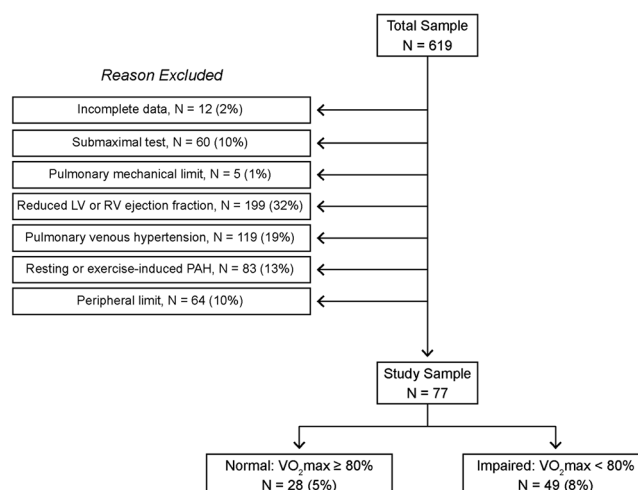 Total Sample
N = 619
Reason Excluded
Incomplete data, N = 12 (2%)
Submaximal test, N = 60 (10%)
Pulmonary mechanical limit, N = 5 (1%)
Reduced LV or RV ejection fraction, N = 199 (32%)
Pulmonary venous hypertension, N = 119 (19%)
Resting or exercise-induced PAH, N = 83 (13%)
Peripheral limit, N = 64 (10%)
Study Sample
N = 77
Normal: VO₂max ≥ 80%
N = 28 (5%)
Impaired: VO₂max < 80%
N = 49 (8%)